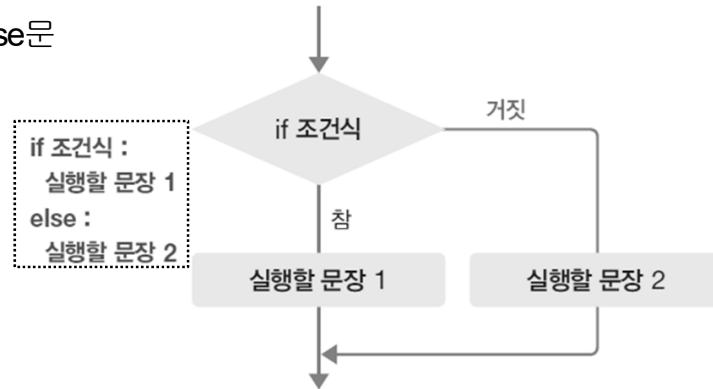 se문
if 조건식
거짓
if 조건식 :
실행할 문장 1
else :
실행할 문장 2
참
실행할 문장 1
실행할 문장 2